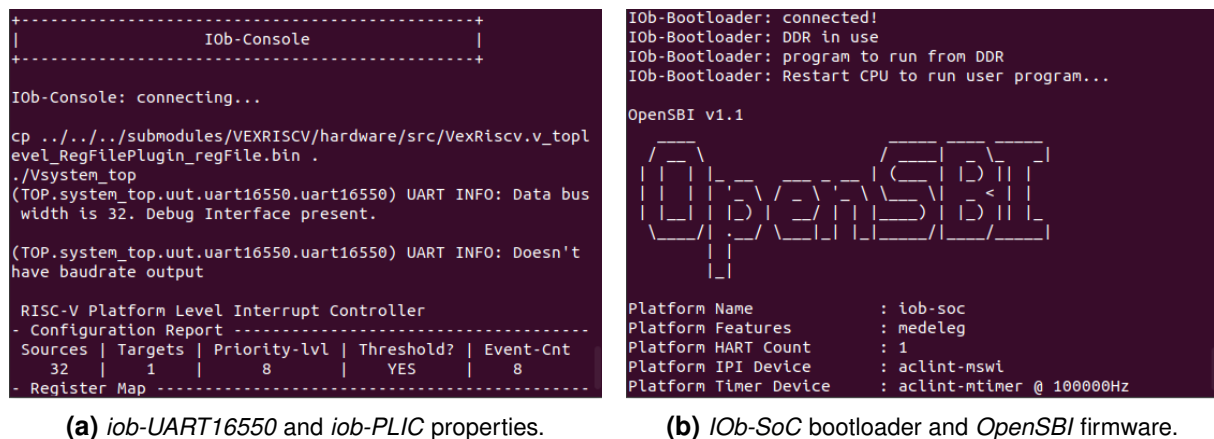 +-----------------------------------------------+
| IOb-Console |
+-----------------------------------------------+
IOb-Console: connecting...
cp ../../../submodules/VEXRISCV/hardware/src/VexRiscv.v_topl
evel_RegFilePlugin_regFile.bin .
./Vsystem_top
(TOP.system_top.uut.uart16550.uart16550) UART INFO: Data bus
width is 32. Debug Interface present.
(TOP.system_top.uut.uart16550.uart16550) UART INFO: Doesn't
have baudrate output
RISC-V Platform Level Interrupt Controller
- Configuration Report -------------------------------------
Sources | Targets | Priority-lvl | Threshold? | Event-Cnt
32 | 1 | 8 | YES | 8
- Register Map ---------------------------------------------
(a) iob-UART16550 and iob-PLIC properties.
IOb-Bootloader: connected!
IOb-Bootloader: DDR in use
IOb-Bootloader: program to run from DDR
IOb-Bootloader: Restart CPU to run user program...
OpenSBI v1.1
OpenSBI
Platform Name : iob-soc
Platform Features : medeleg
Platform HART Count : 1
Platform IPI Device : aclint-mswi
Platform Timer Device : aclint-mtimer @ 100000Hz
(b) IOb-SoC bootloader and OpenSBI firmware.